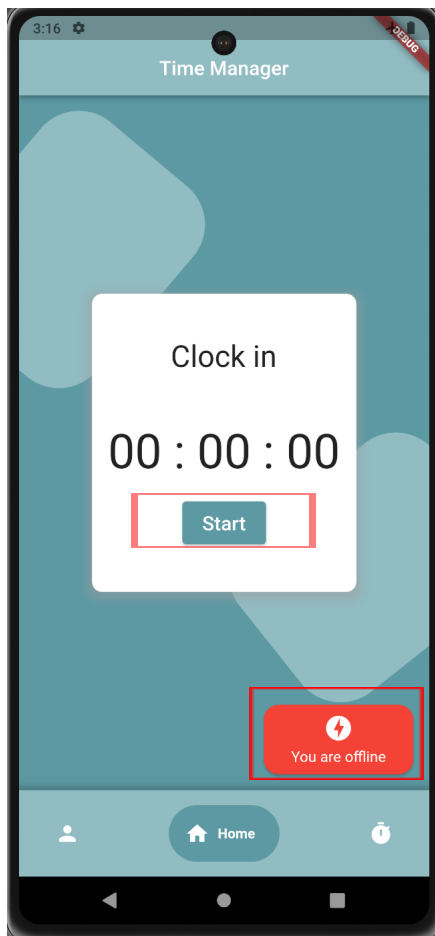 3:16
DEBUG
Time Manager
Clock in
00 : 00 : 00
Start
You are offline
Home